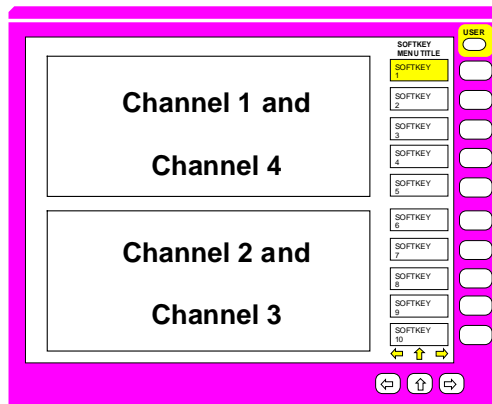 USER
SOFTKEY
MENU TITLE
SOFTKEY
1
SOFTKEY
2
SOFTKEY
3
SOFTKEY
4
SOFTKEY
5
SOFTKEY
6
SOFTKEY
7
SOFTKEY
8
SOFTKEY
9
SOFTKEY
10
Channel 1 and
Channel 4
Channel 2 and
Channel 3